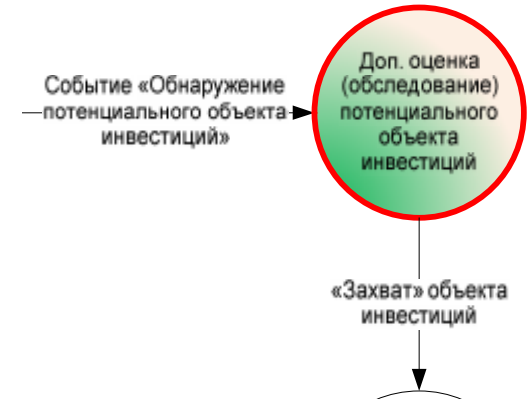 Событие «Обнаружение
потенциального объекта
инвестиций»
Доп. оценка
(обследование)
потенциального
объекта
инвестиций
«Захват» объекта
инвестиций